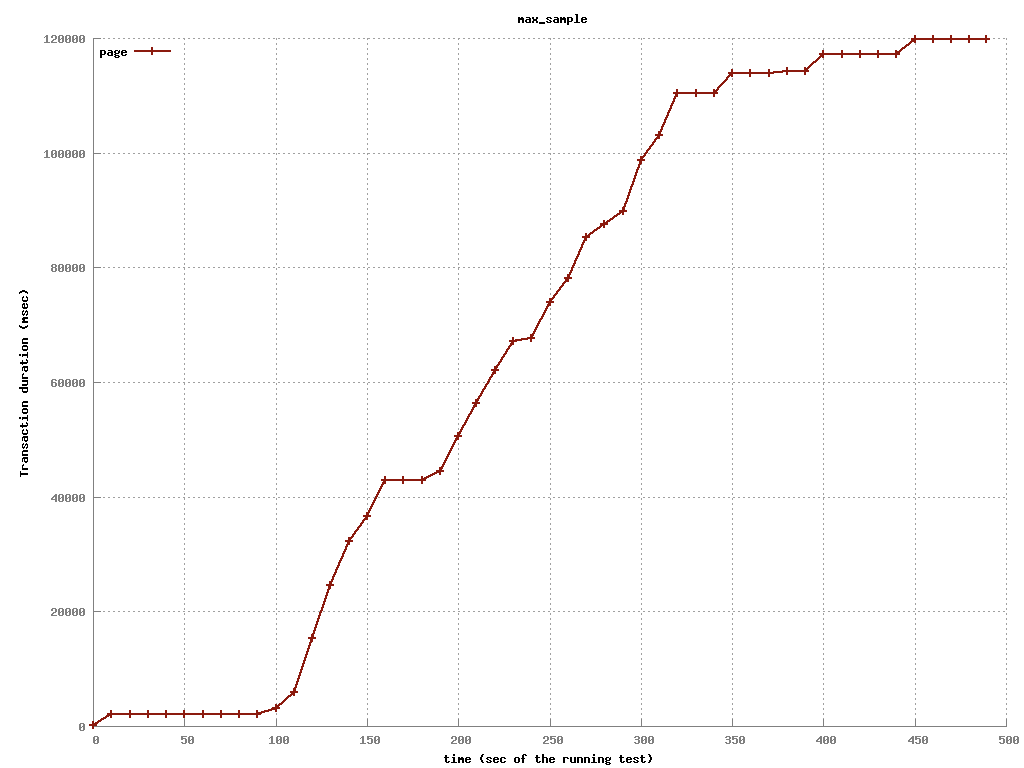 max_sample
page
120000
100000
80000
60000
40000
20000
0
Transaction duration (msec)
0 50 100 150 200 250 300 350 400 450 500
time (sec of the running test)